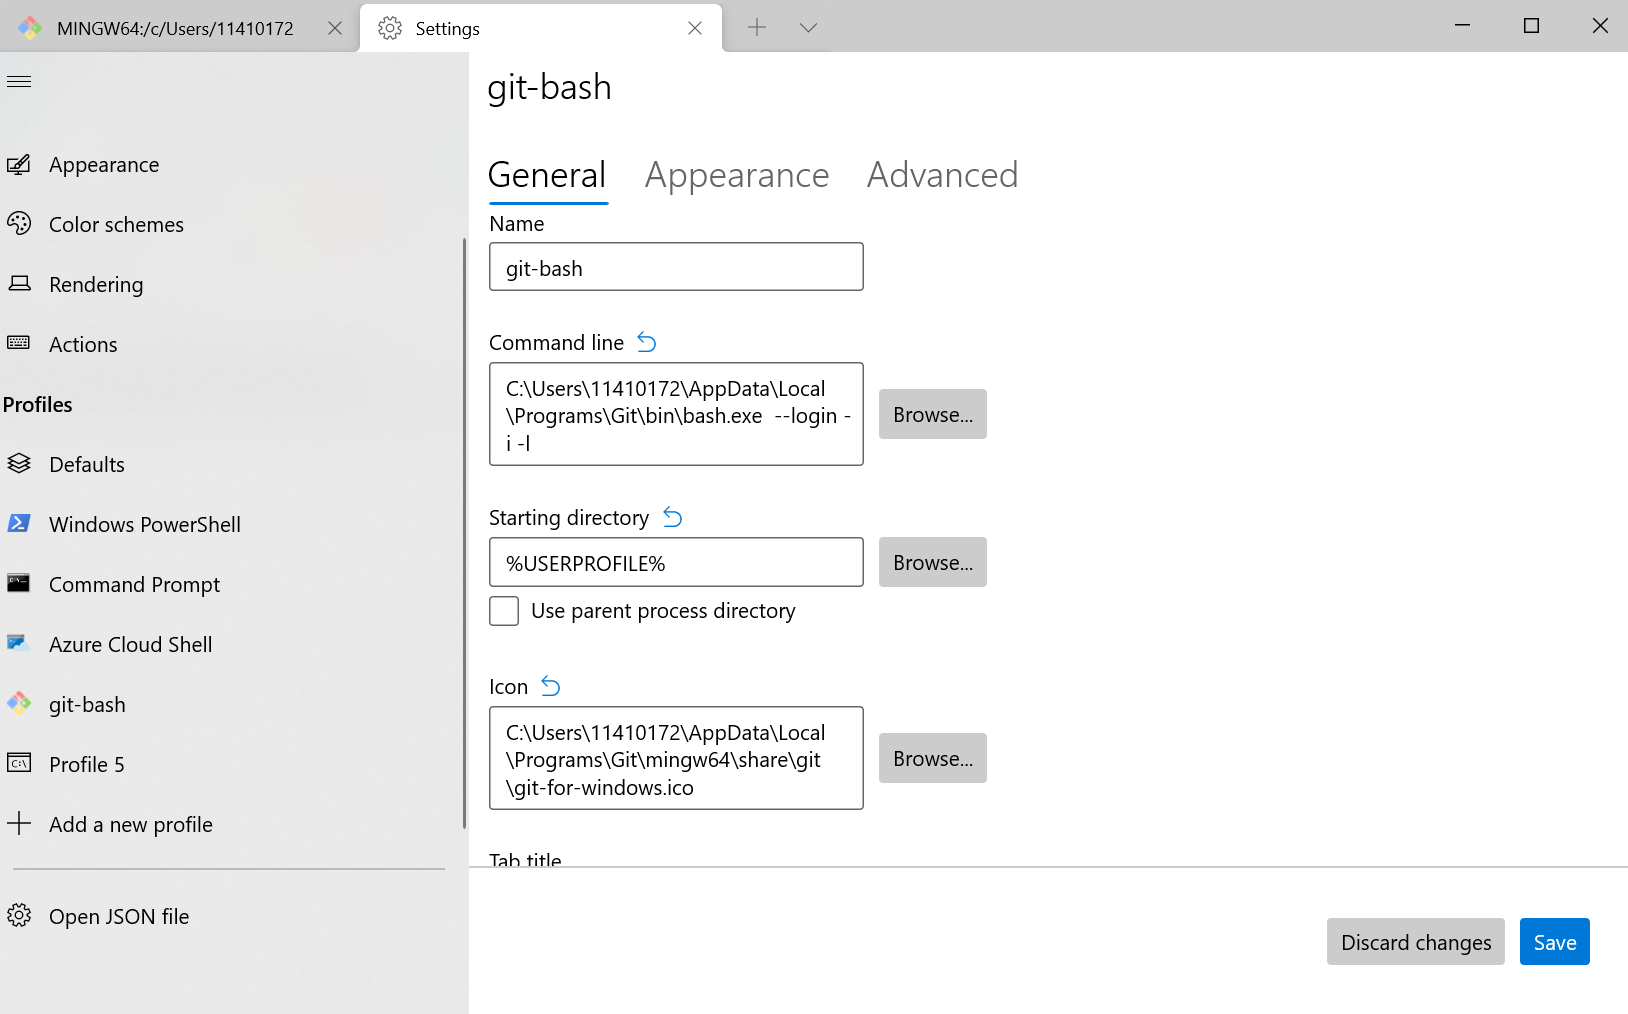 MINGW64:/c/Users/11410172
Settings
Appearance
Color schemes
Rendering
Actions
Profiles
Defaults
Windows PowerShell
Command Prompt
Azure Cloud Shell
git-bash
Profile 5
Add a new profile
Open JSON file
git-bash
General Appearance Advanced
Name
git-bash
Command line
C:\Users\11410172\AppData\Local
\Programs\Git\bin\bash.exe  --login -
i -l
Browse...
Starting directory
%USERPROFILE%
Browse...
Use parent process directory
Icon
C:\Users\11410172\AppData\Local
\Programs\Git\mingw64\share\git
\git-for-windows.ico
Browse...
Tab title
Discard changes
Save